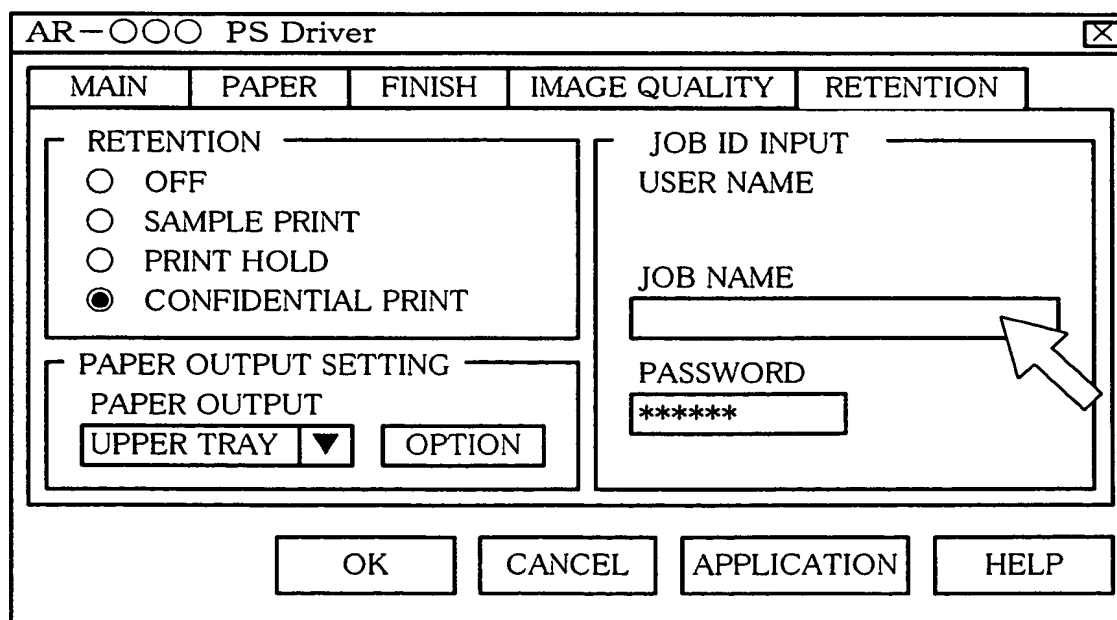 AR-○○○ PS Driver
MAIN PAPER FINISH IMAGE QUALITY RETENTION
RETENTION
OFF
SAMPLE PRINT
PRINT HOLD
CONFIDENTIAL PRINT
PAPER OUTPUT SETTING
PAPER OUTPUT
UPPER TRAY OPTION
JOB ID INPUT
USER NAME
JOB NAME
PASSWORD
******
OK CANCEL APPLICATION HELP